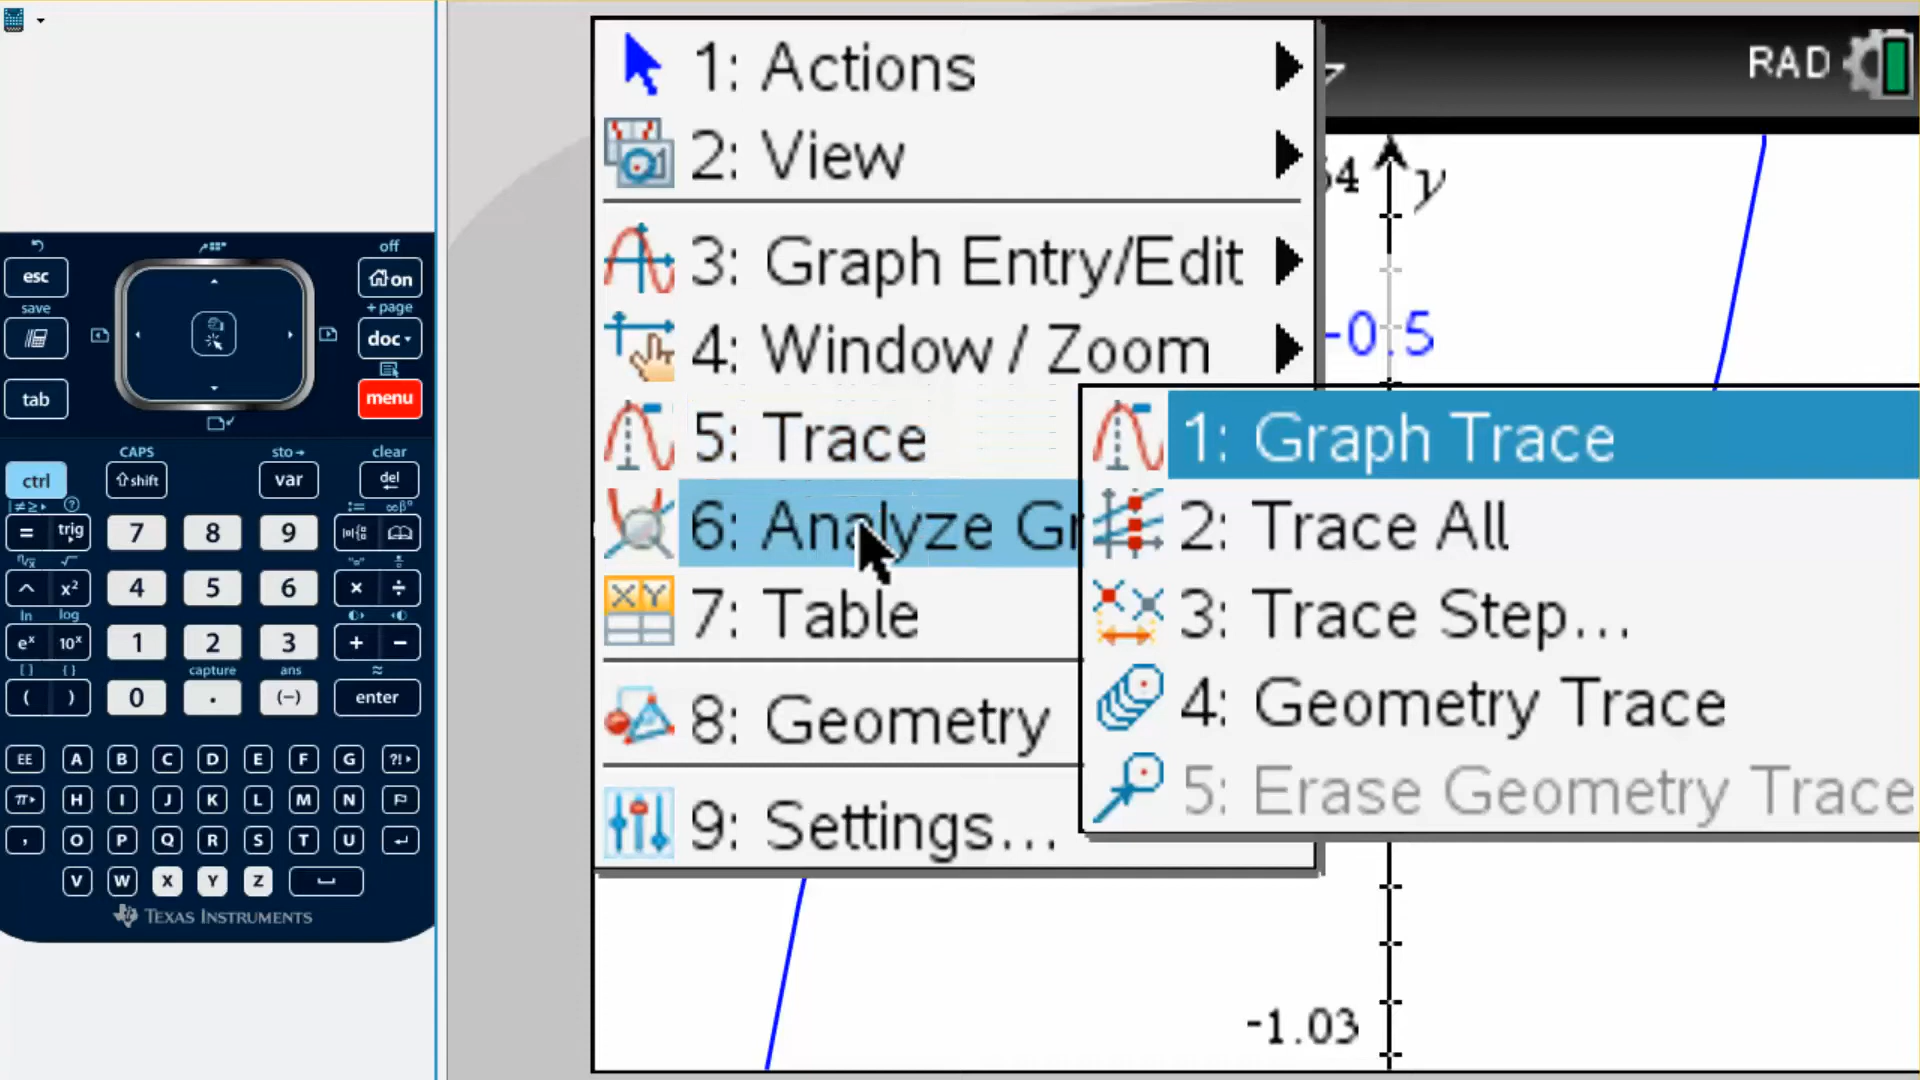 1: Actions
2: View
3: Graph Entry/Edit
4: Window / Zoom
5: Trace
6: Analyze Gr
7: Table
8: Geometry
9: Settings...
1: Graph Trace
2: Trace All
3: Trace Step...
4: Geometry Trace
5: Erase Geometry Trace
RAD
64 y
-0.5
-1.03
off
esc
on
save
+ page
doc
tab
menu
CAPS
sto→
clear
ctrl
shift
var
del
= trig 7 8 9
^ x² 4 5 6 × ÷
ln log
eˣ 10ˣ 1 2 3 + −
[ ] { } capture ans ≈
( ) 0 . (−) enter
EE A B C D E F G ?!▸
π▸ H I J K L M N
, O P Q R S T U
V W X Y Z
TEXAS INSTRUMENTS